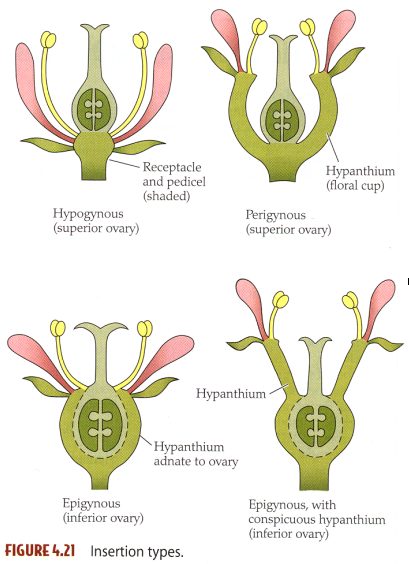 Receptacle
and pedicel
(shaded)
Hypanthium
(floral cup)
Hypogynous
(superior ovary)
Perigynous
(superior ovary)
Hypanthium
Hypanthium
adnate to ovary
Epigynous
(inferior ovary)
Epigynous, with
conspicuous hypanthium
(inferior ovary)
FIGURE 4.21 Insertion types.